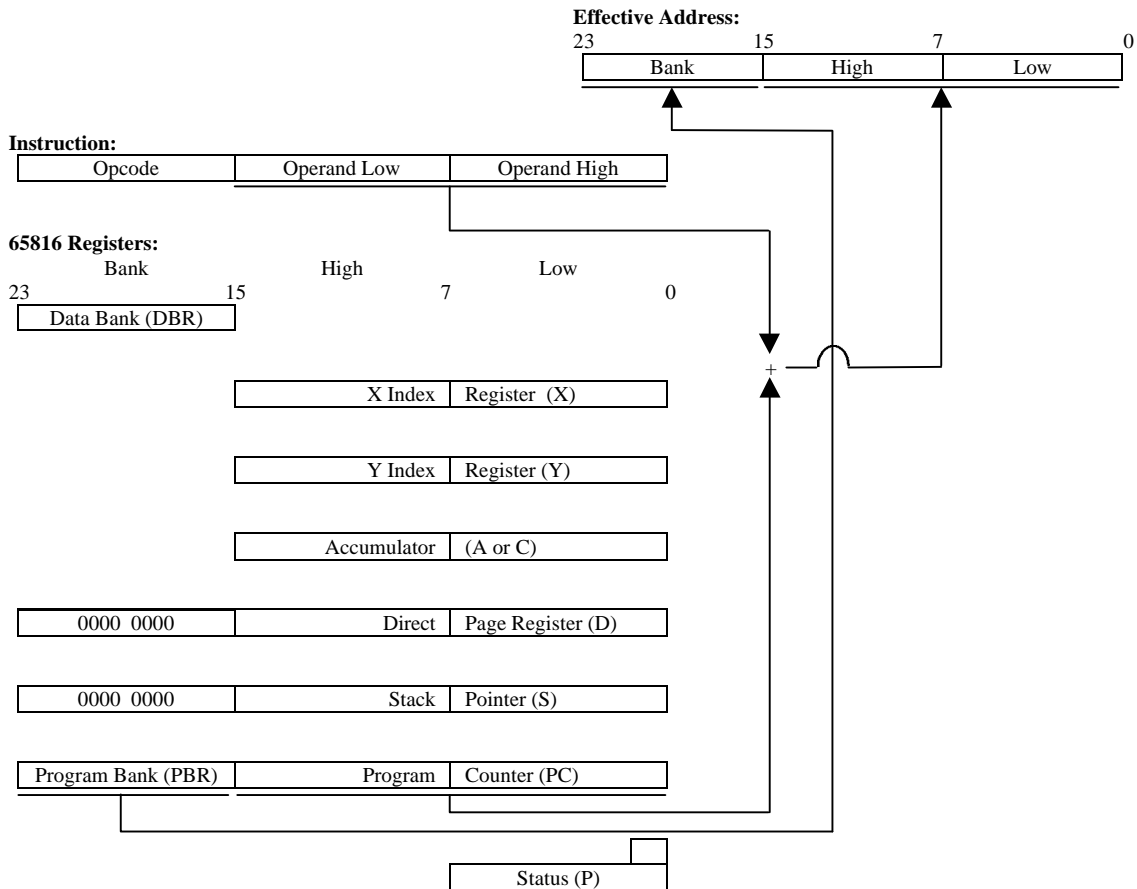 Effective Address:
23 15 7 0
Bank High Low
Instruction:
Opcode Operand Low Operand High
65816 Registers:
Bank High Low
23 15 7 0
Data Bank (DBR)
+
X Index Register (X)
Y Index Register (Y)
Accumulator (A or C)
0000 0000 Direct Page Register (D)
0000 0000 Stack Pointer (S)
Program Bank (PBR) Program Counter (PC)
Status (P)